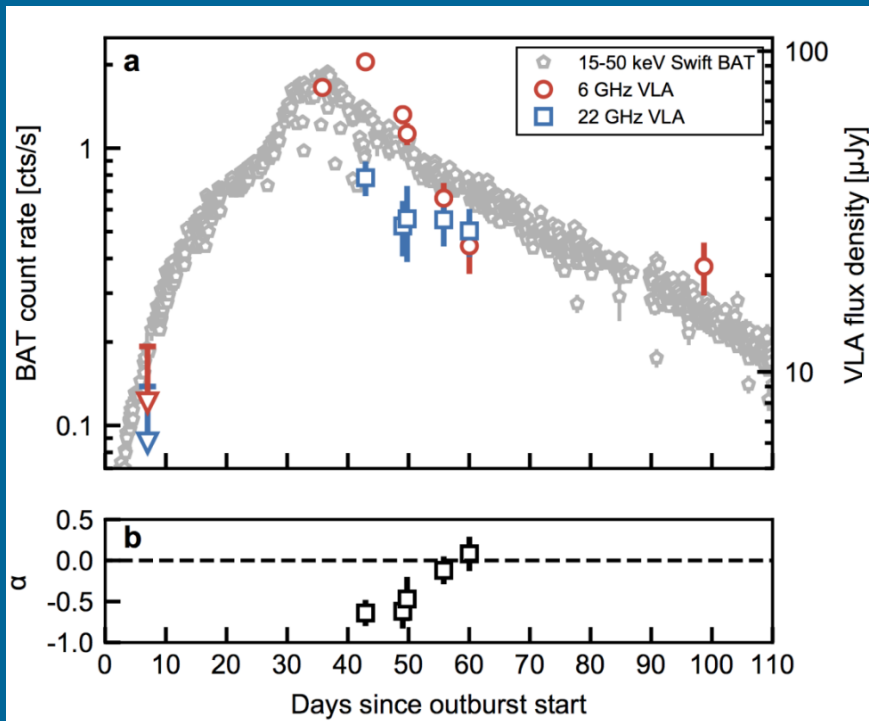 a
15-50 keV Swift BAT
6 GHz VLA
22 GHz VLA
BAT count rate [cts/s]
1
0.1
VLA flux density [µJy]
100
10
b
α
0.5
0.0
-0.5
-1.0
0 10 20 30 40 50 60 70 80 90 100 110
Days since outburst start